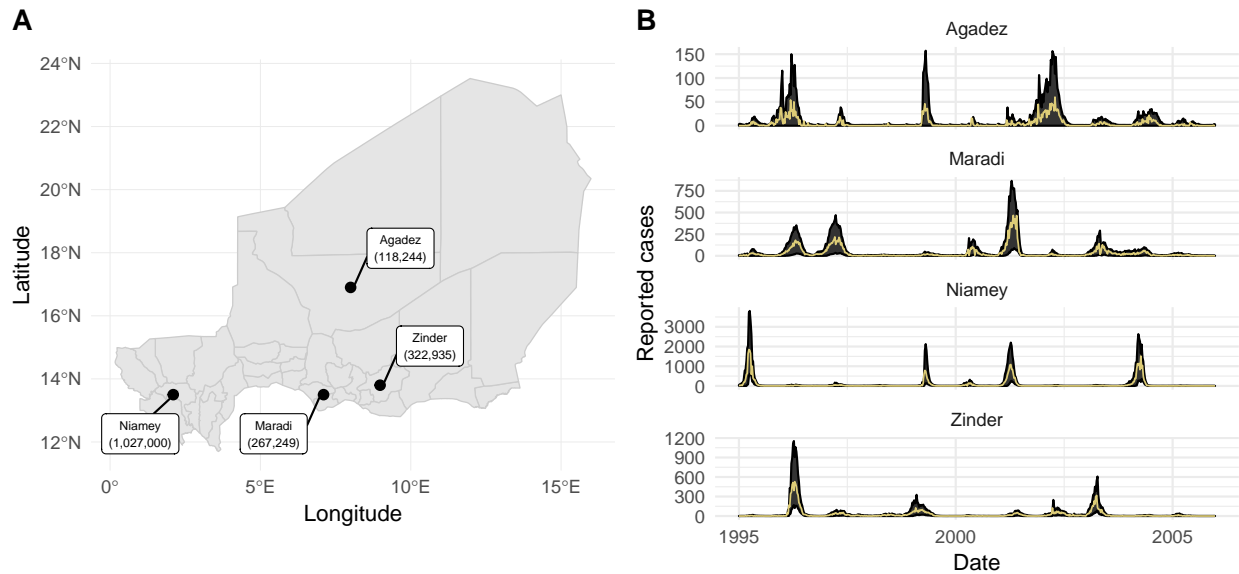 A
24°N
22°N
20°N
18°N
16°N
14°N
12°N
Latitude
Agadez
(118,244)
Zinder
(322,935)
Niamey
(1,027,000)
Maradi
(267,249)
0°
5°E
10°E
15°E
Longitude
B
Reported cases
Agadez
150
100
50
0
Maradi
750
500
250
0
Niamey
3000
2000
1000
0
Zinder
1200
900
600
300
0
1995
2000
2005
Date